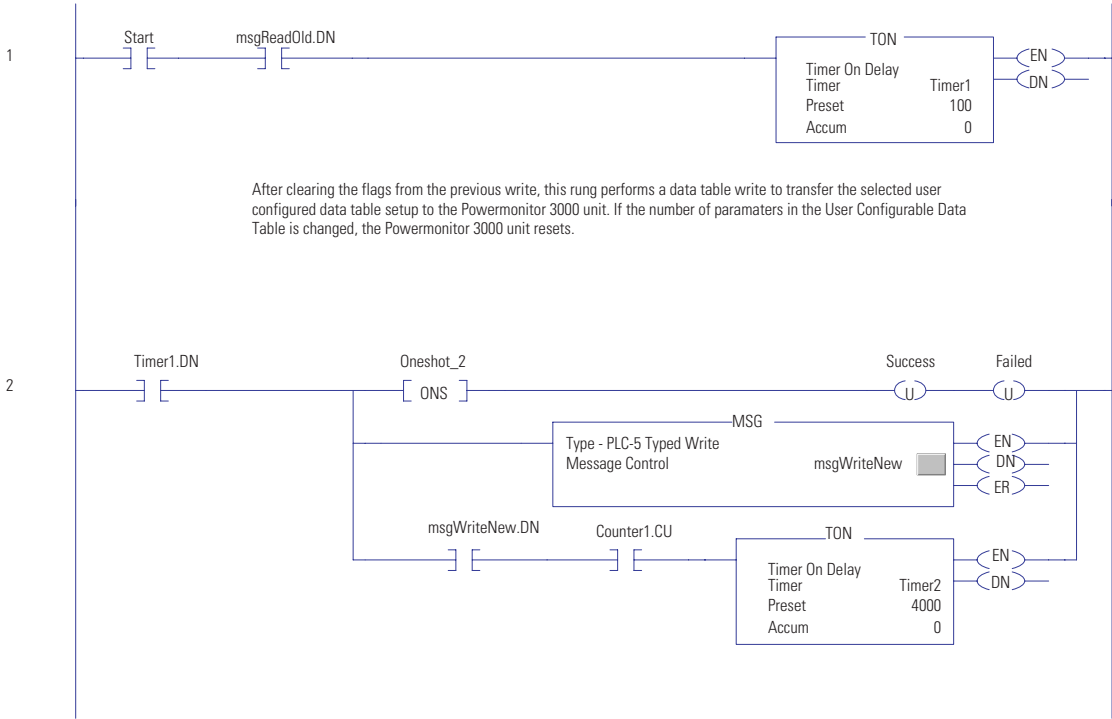 1
Start
msgReadOld.DN
TON
Timer On Delay
Timer Timer1
Preset 100
Accum 0
EN
DN
After clearing the flags from the previous write, this rung performs a data table write to transfer the selected user
configured data table setup to the Powermonitor 3000 unit. If the number of paramaters in the User Configurable Data
Table is changed, the Powermonitor 3000 unit resets.
2
Timer1.DN
Oneshot_2
ONS
Success
U
Failed
U
MSG
Type - PLC-5 Typed Write
Message Control msgWriteNew
EN
DN
ER
msgWriteNew.DN
Counter1.CU
TON
Timer On Delay
Timer Timer2
Preset 4000
Accum 0
EN
DN